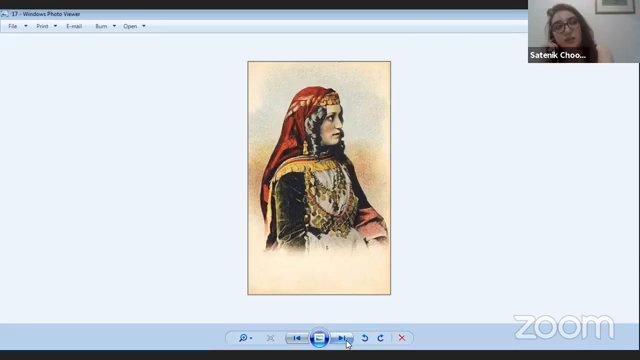 17 - Windows Photo Viewer
File Print E-mail Burn Open
Satenik Choo...
zoom